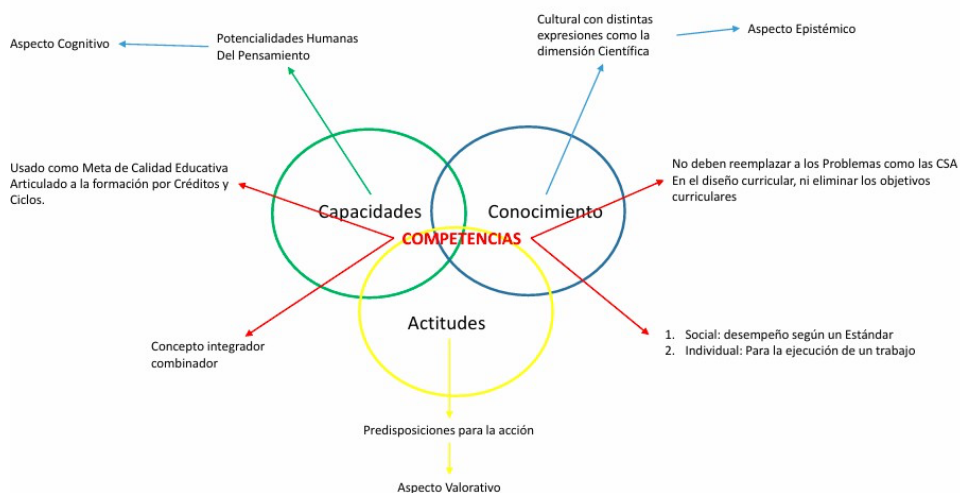 Cultural con distintas
expresiones como la
dimensión Científica
Aspecto Epistémico
Potencialidades Humanas
Del Pensamiento
Aspecto Cognitivo
Usado como Meta de Calidad Educativa
Articulado a la formación por Créditos y
Ciclos.
No deben reemplazar a los Problemas como las CSA
En el diseño curricular, ni eliminar los objetivos
curriculares
Capacidades
Conocimiento
COMPETENCIAS
Actitudes
Concepto integrador
combinador
1. Social: desempeño según un Estándar
2. Individual: Para la ejecución de un trabajo
Predisposiciones para la acción
Aspecto Valorativo